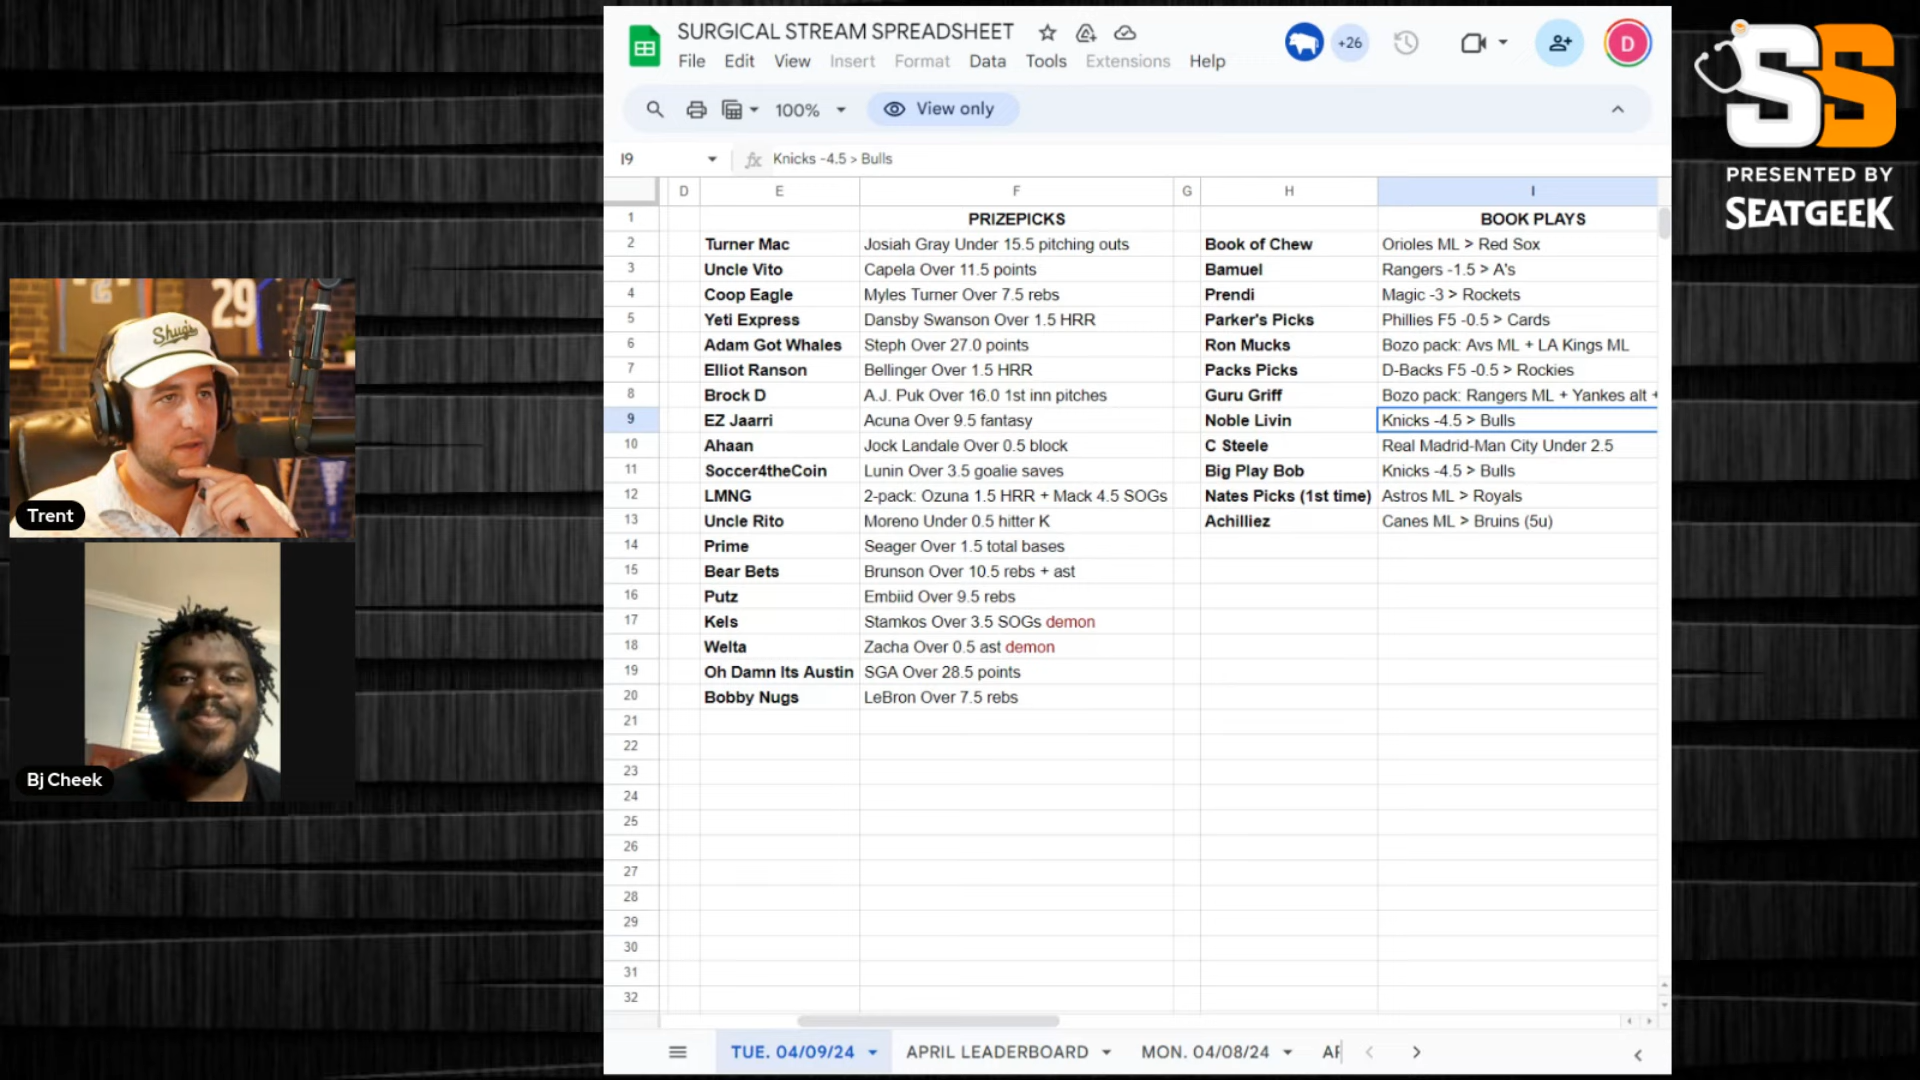 SURGICAL STREAM SPREADSHEET
+26
D
File Edit View Insert Format Data Tools Extensions Help
100%
View only
I9
fx Knicks -4.5 > Bulls
D E F G H I
1 PRIZEPICKS BOOK PLAYS
2 Turner Mac Josiah Gray Under 15.5 pitching outs Book of Chew Orioles ML > Red Sox
3 Uncle Vito Capela Over 11.5 points Bamuel Rangers -1.5 > A's
4 Coop Eagle Myles Turner Over 7.5 rebs Prendi Magic -3 > Rockets
5 Yeti Express Dansby Swanson Over 1.5 HRR Parker's Picks Phillies F5 -0.5 > Cards
6 Adam Got Whales Steph Over 27.0 points Ron Mucks Bozo pack: Avs ML + LA Kings ML
7 Elliot Ranson Bellinger Over 1.5 HRR Packs Picks D-Backs F5 -0.5 > Rockies
8 Brock D A.J. Puk Over 16.0 1st inn pitches Guru Griff Bozo pack: Rangers ML + Yankes alt +
9 EZ Jaarri Acuna Over 9.5 fantasy Noble Livin Knicks -4.5 > Bulls
10 Ahaan Jock Landale Over 0.5 block C Steele Real Madrid-Man City Under 2.5
11 Soccer4theCoin Lunin Over 3.5 goalie saves Big Play Bob Knicks -4.5 > Bulls
12 LMNG 2-pack: Ozuna 1.5 HRR + Mack 4.5 SOGs Nates Picks (1st time) Astros ML > Royals
13 Uncle Rito Moreno Under 0.5 hitter K Achilliez Canes ML > Bruins (5u)
14 Prime Seager Over 1.5 total bases
15 Bear Bets Brunson Over 10.5 rebs + ast
16 Putz Embiid Over 9.5 rebs
17 Kels Stamkos Over 3.5 SOGs demon
18 Welta Zacha Over 0.5 ast demon
19 Oh Damn Its Austin SGA Over 28.5 points
20 Bobby Nugs LeBron Over 7.5 rebs
21
22
23
24
25
26
27
28
29
30
31
32
TUE. 04/09/24 APRIL LEADERBOARD MON. 04/08/24
SS
PRESENTED BY
SEATGEEK
29
Shugs
Trent
Bj Cheek